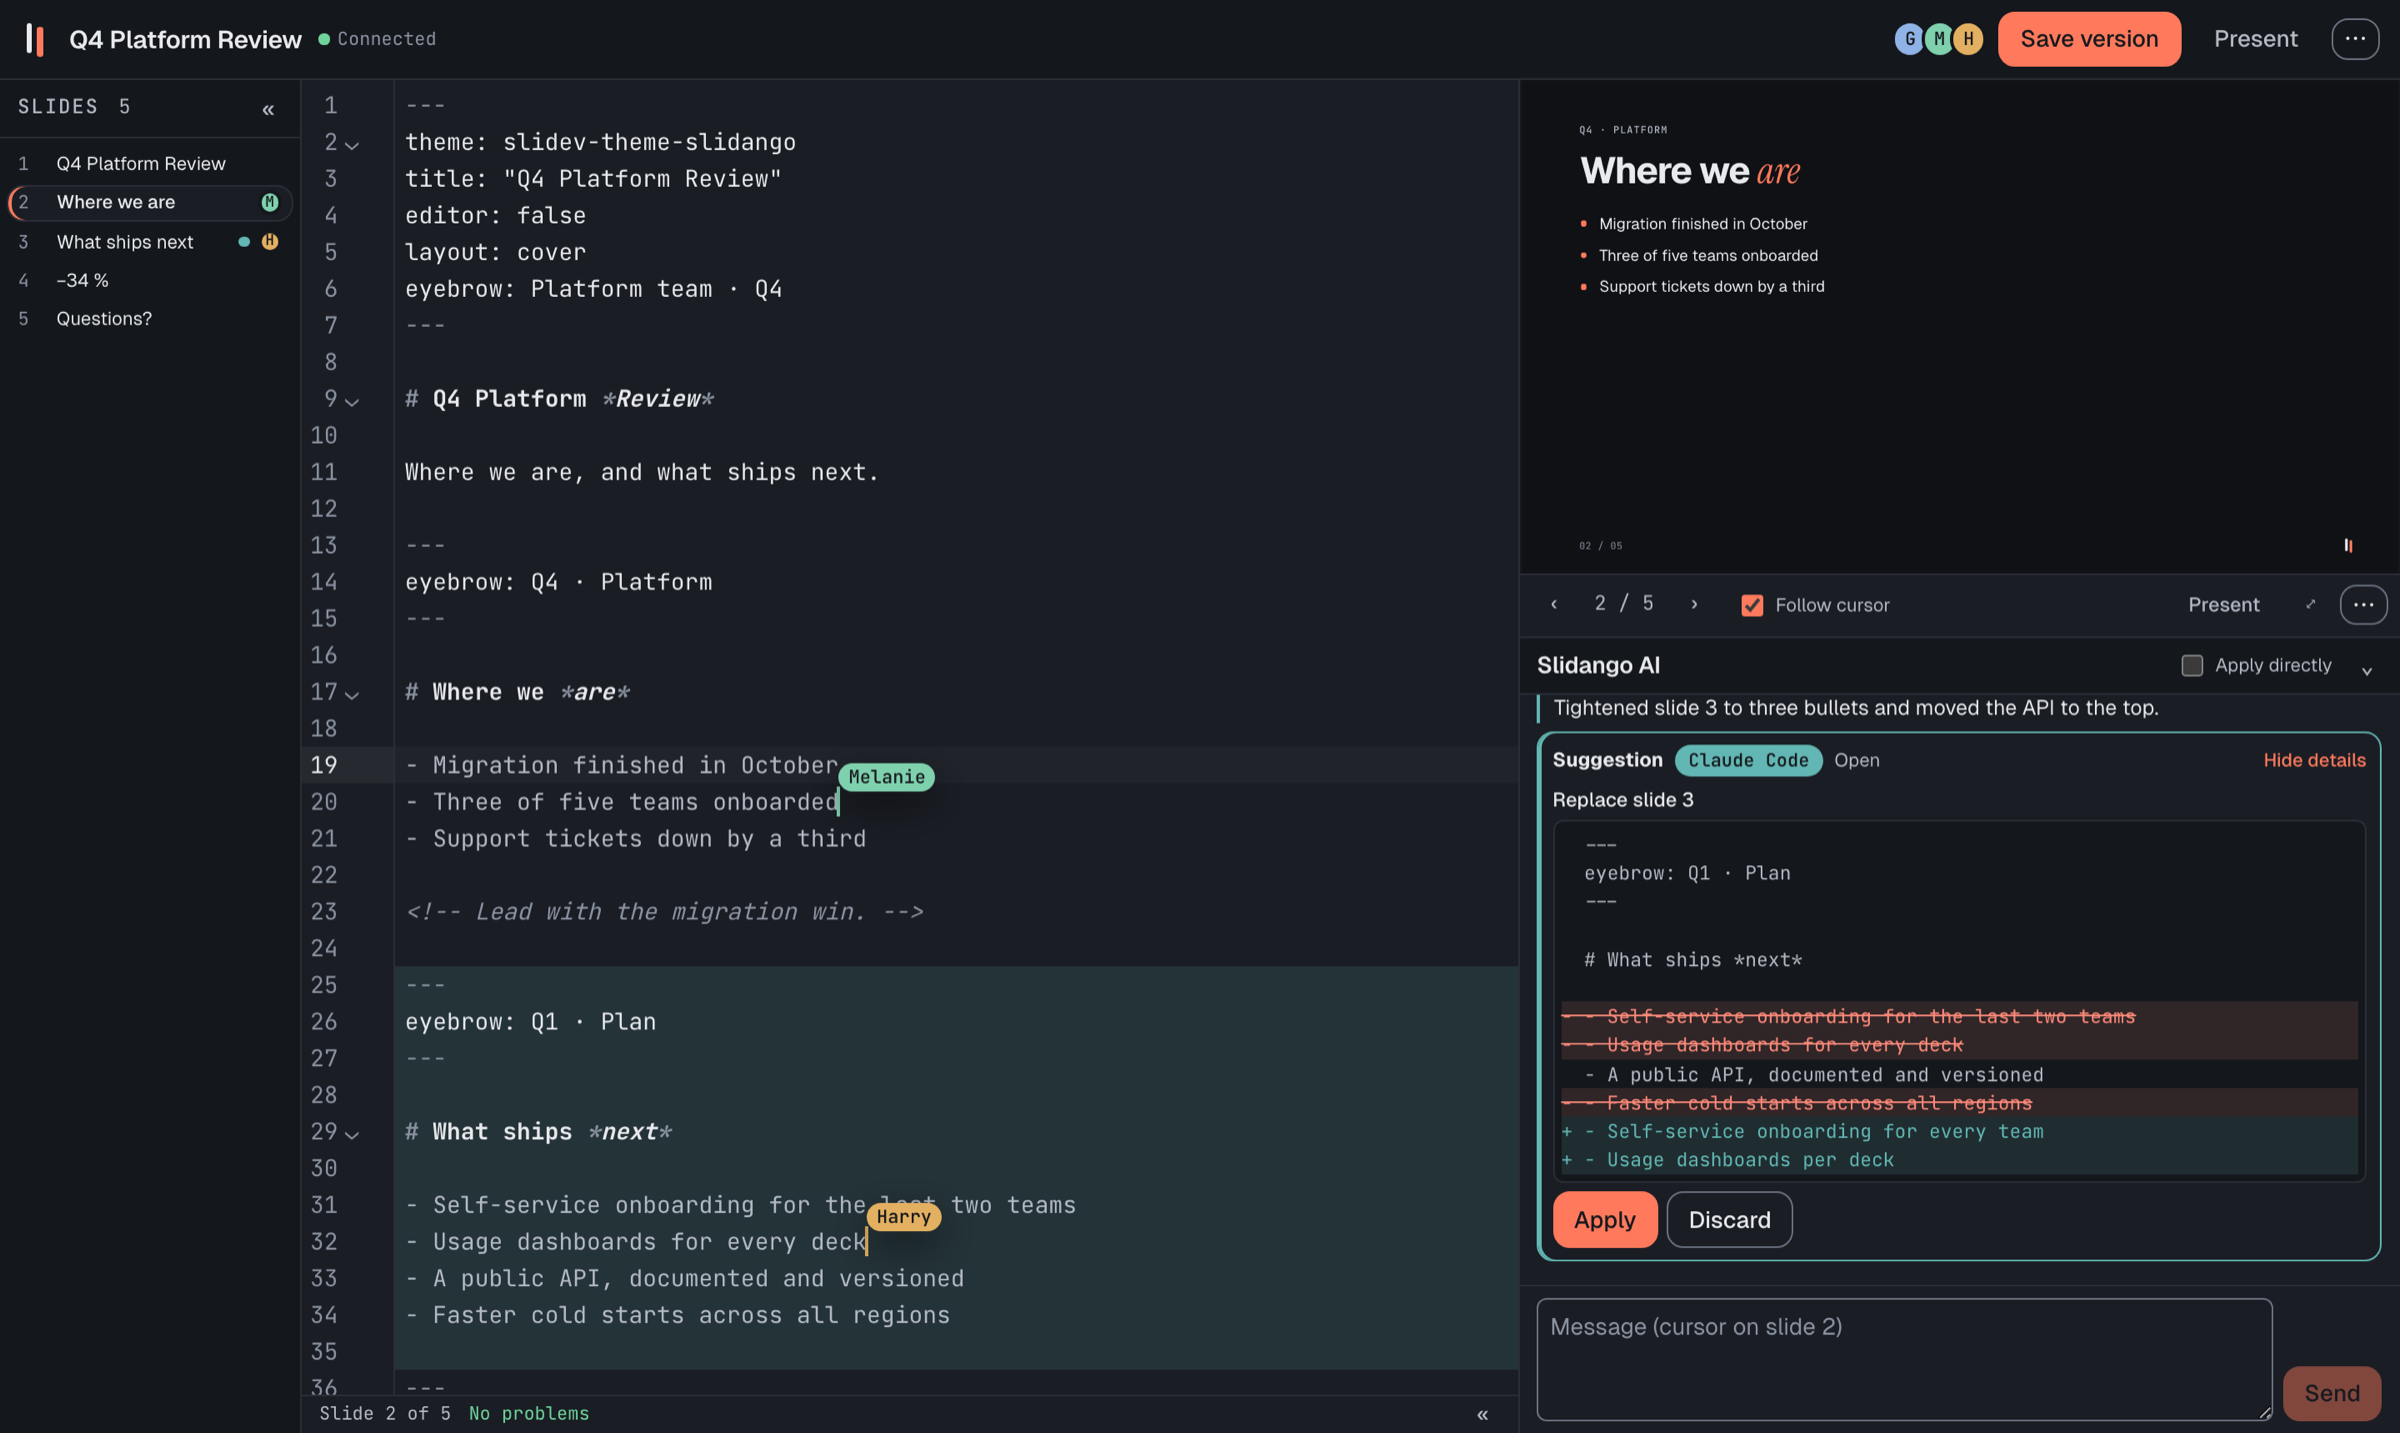 Q4 Platform Review
Connected
G M H
Save version
Present
SLIDES 5
«
1 Q4 Platform Review
2 Where we are M
3 What ships next H
4 −34 %
5 Questions?
1 ---
2 theme: slidev-theme-slidango
3 title: "Q4 Platform Review"
4 editor: false
5 layout: cover
6 eyebrow: Platform team · Q4
7 ---
8
9 # Q4 Platform *Review*
10
11 Where we are, and what ships next.
12
13 ---
14 eyebrow: Q4 · Platform
15 ---
16
17 # Where we *are*
18
19 - Migration finished in October
Melanie
20 - Three of five teams onboarded
21 - Support tickets down by a third
22
23 <!-- Lead with the migration win. -->
24
25 ---
26 eyebrow: Q1 · Plan
27 ---
28
29 # What ships *next*
30
31 - Self-service onboarding for the last two teams
Harry
32 - Usage dashboards for every deck
33 - A public API, documented and versioned
34 - Faster cold starts across all regions
35
36 ---
Slide 2 of 5 No problems «
Q4 · PLATFORM
Where we are
Migration finished in October
Three of five teams onboarded
Support tickets down by a third
02 / 05
‹ 2 / 5 › Follow cursor
Present
Slidango AI
Apply directly
Tightened slide 3 to three bullets and moved the API to the top.
Suggestion Claude Code Open
Hide details
Replace slide 3
---
eyebrow: Q1 · Plan
---
# What ships *next*
- - Self-service onboarding for the last two teams
- - Usage dashboards for every deck
- A public API, documented and versioned
- - Faster cold starts across all regions
+ - Self-service onboarding for every team
+ - Usage dashboards per deck
Apply
Discard
Message (cursor on slide 2)
Send